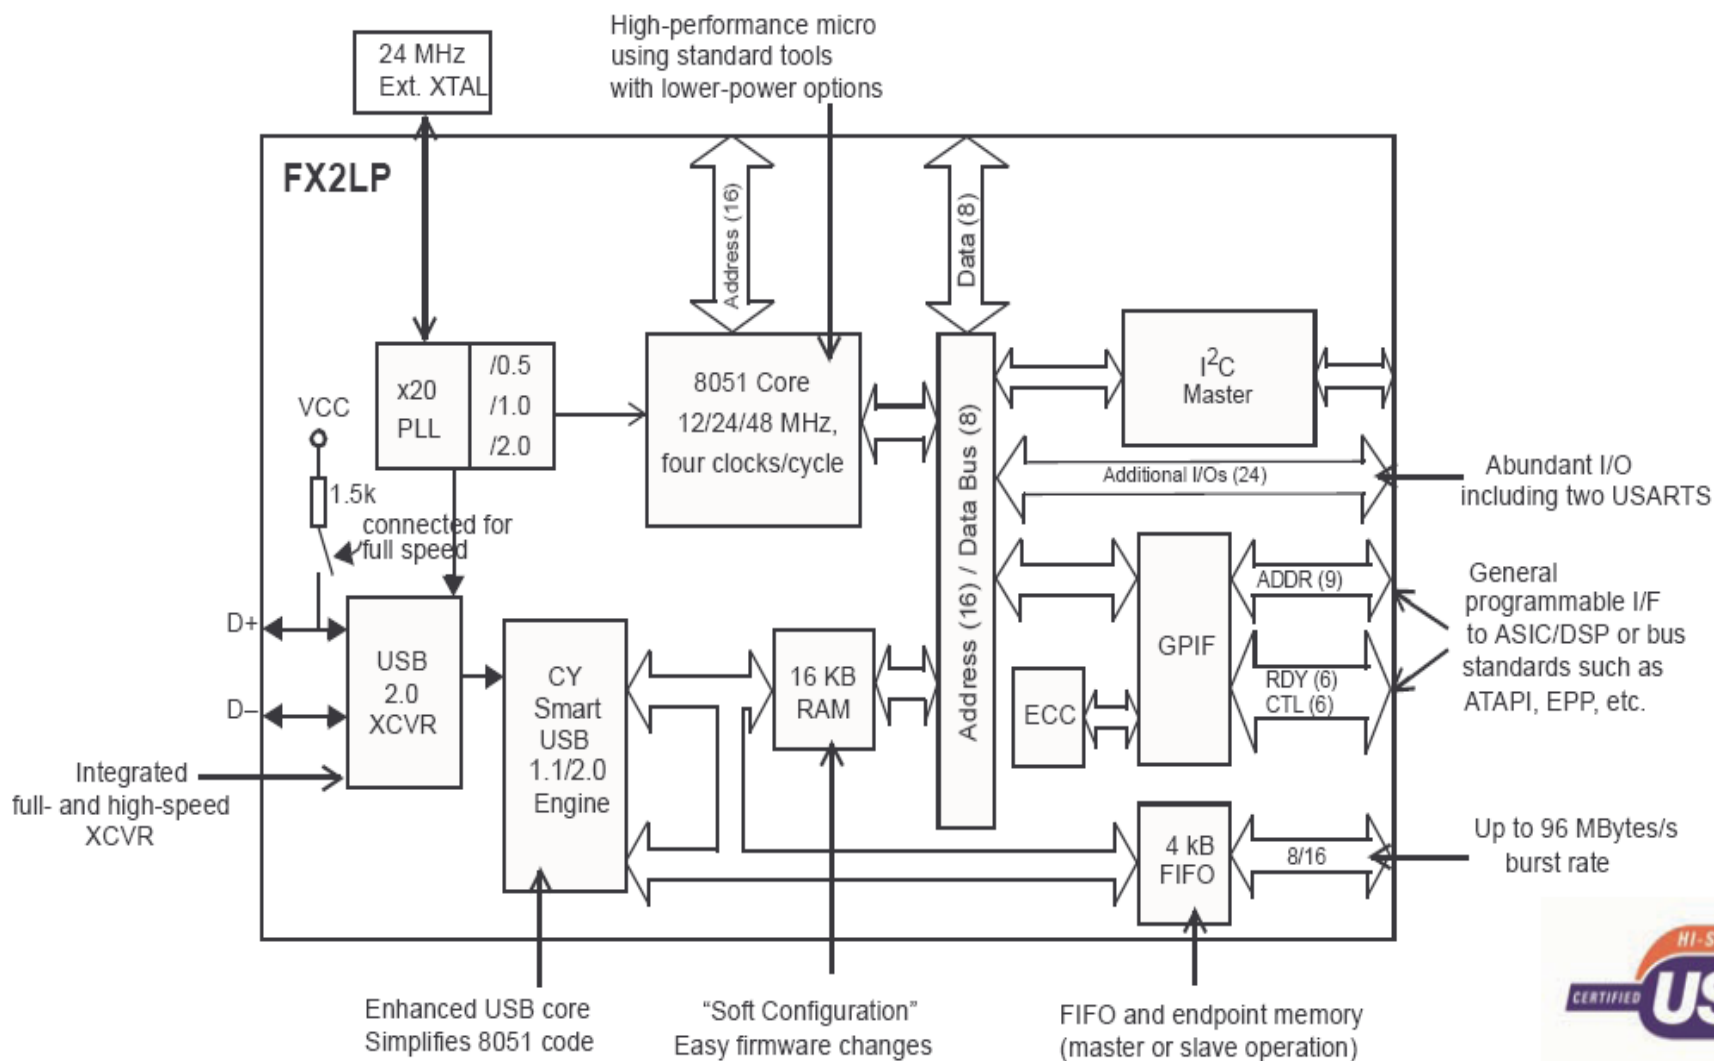 High-performance micro
using standard tools
with lower-power options
24 MHz
Ext. XTAL
FX2LP
Address (16)
Data (8)
x20
PLL
/0.5
/1.0
/2.0
VCC
1.5k
connected for
full speed
8051 Core
12/24/48 MHz,
four clocks/cycle
Address (16) / Data Bus (8)
I2C
Master
Additional I/Os (24)
Abundant I/O
including two USARTS
ADDR (9)
GPIF
RDY (6)
CTL (6)
General
programmable I/F
to ASIC/DSP or bus
standards such as
ATAPI, EPP, etc.
D+
D–
USB
2.0
XCVR
CY
Smart
USB
1.1/2.0
Engine
16 KB
RAM
ECC
Integrated
full- and high-speed
XCVR
4 kB
FIFO
8/16
Up to 96 MBytes/s
burst rate
Enhanced USB core
Simplifies 8051 code
“Soft Configuration”
Easy firmware changes
FIFO and endpoint memory
(master or slave operation)
CERTIFIED